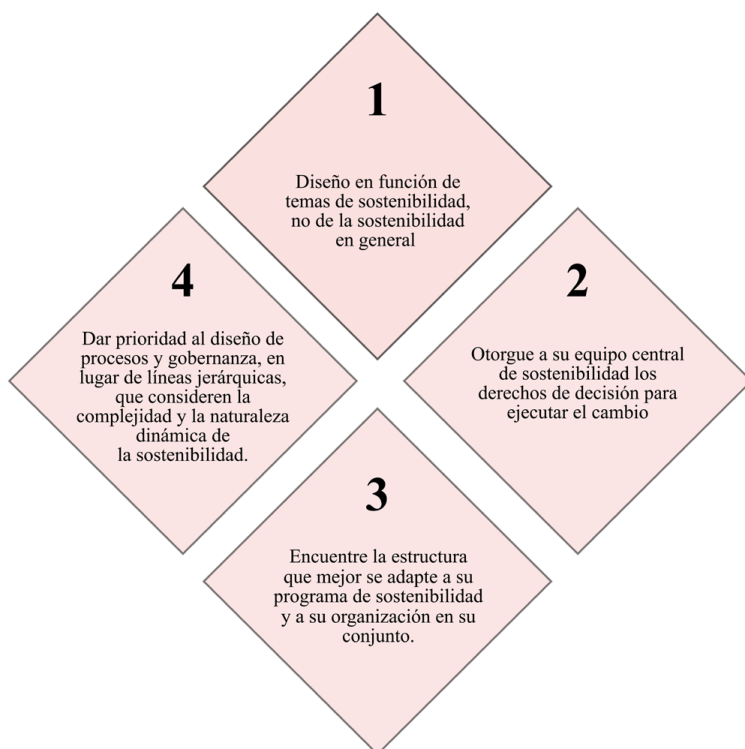 1
Diseño en función de
temas de sostenibilidad,
no de la sostenibilidad
en general
2
Otorgue a su equipo central
de sostenibilidad los
derechos de decisión para
ejecutar el cambio
3
Encuentre la estructura
que mejor se adapte a su
programa de sostenibilidad
y a su organización en su
conjunto.
4
Dar prioridad al diseño de
procesos y gobernanza, en
lugar de líneas jerárquicas,
que consideren la
complejidad y la naturaleza
dinámica de
la sostenibilidad.